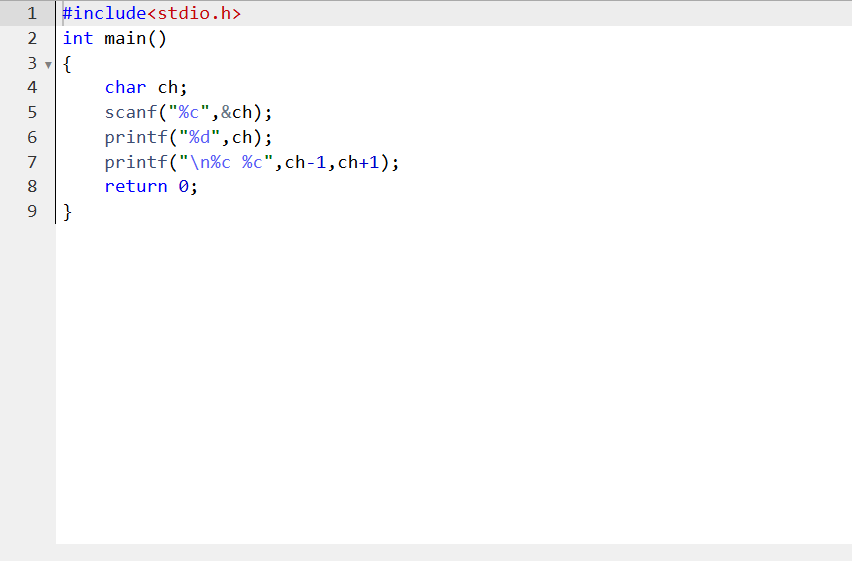 1 #include<stdio.h>
2 int main()
3 {
4     char ch;
5     scanf("%c",&ch);
6     printf("%d",ch);
7     printf("\n%c %c",ch-1,ch+1);
8     return 0;
9 }